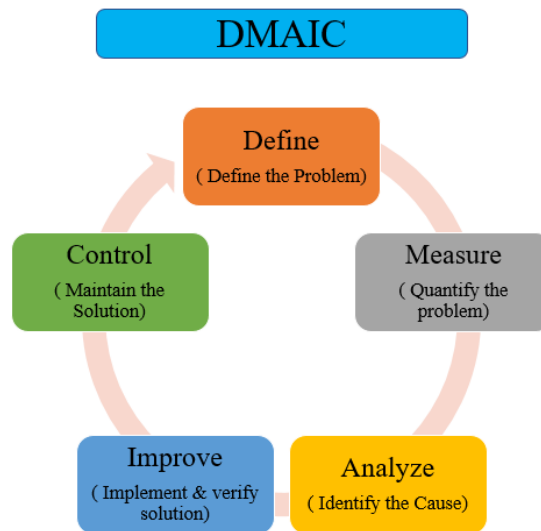 DMAIC
Define
( Define the Problem)
Measure
( Quantify the
problem)
Analyze
( Identify the Cause)
Improve
( Implement & verify
solution)
Control
( Maintain the
Solution)